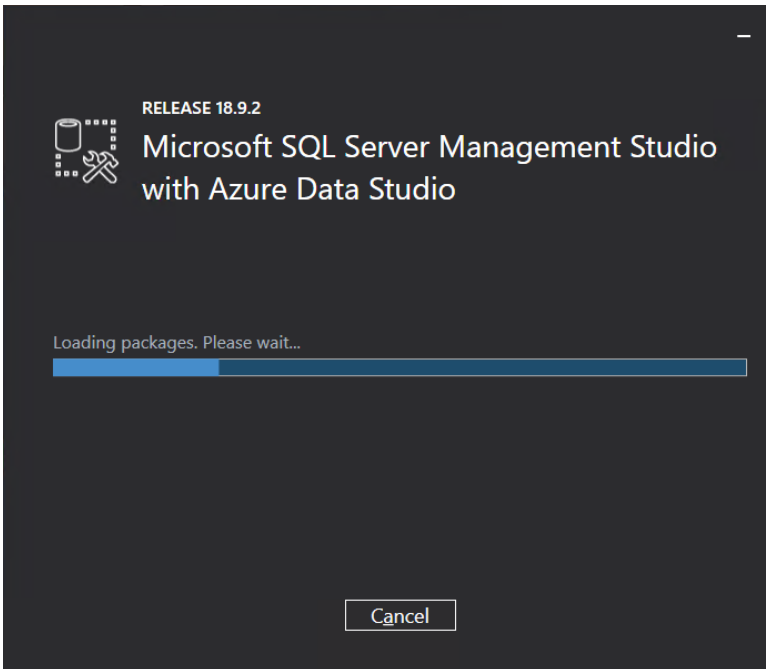 RELEASE 18.9.2
Microsoft SQL Server Management Studio
with Azure Data Studio
Loading packages. Please wait...
Cancel